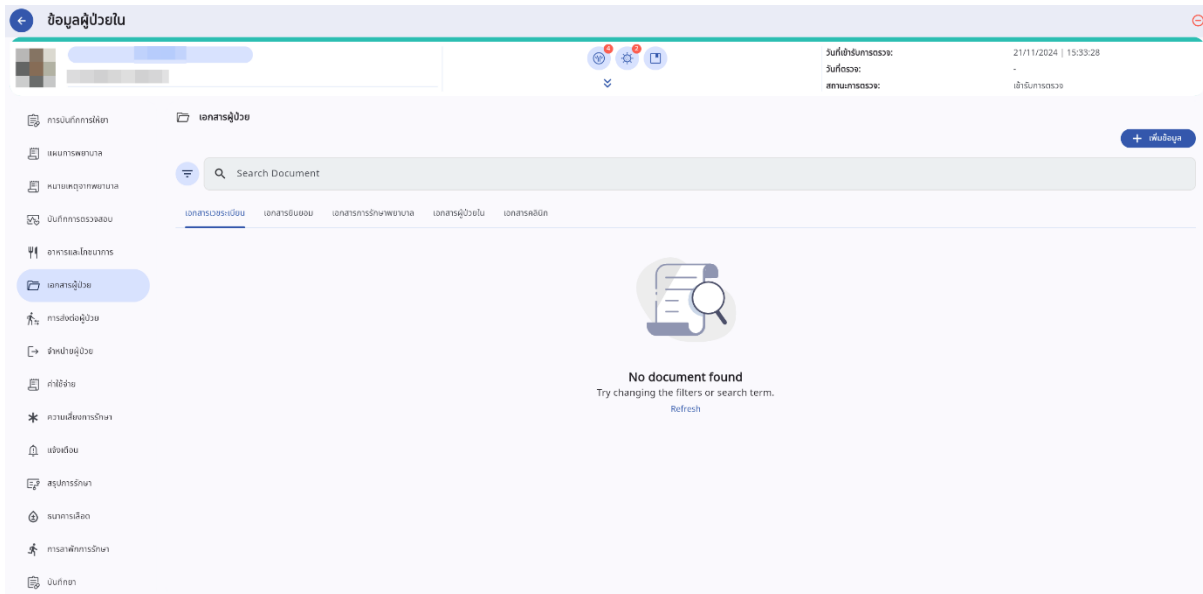 ข้อมูลผู้ป่วยใน
4
2
วันที่เข้ารับการตรวจ: 21/11/2024 | 15:33:28
วันที่ตรวจ: -
สถานะการตรวจ: เข้ารับการตรวจ
การบันทึกการให้ยา
แผนการพยาบาล
หมายเหตุจากพยาบาล
บันทึกการตรวจสอบ
อาหารและโภชนาการ
เอกสารผู้ป่วย
การส่งต่อผู้ป่วย
จำหน่ายผู้ป่วย
ค่าใช้จ่าย
ความเสี่ยงการรักษา
แจ้งเตือน
สรุปการรักษา
ธนาคารเลือด
การลาพักการรักษา
บันทึกยา
เอกสารผู้ป่วย
+ เพิ่มข้อมูล
Search Document
เอกสารเวชระเบียน เอกสารยินยอม เอกสารการรักษาพยาบาล เอกสารผู้ป่วยใน เอกสารคลินิก
No document found
Try changing the filters or search term.
Refresh